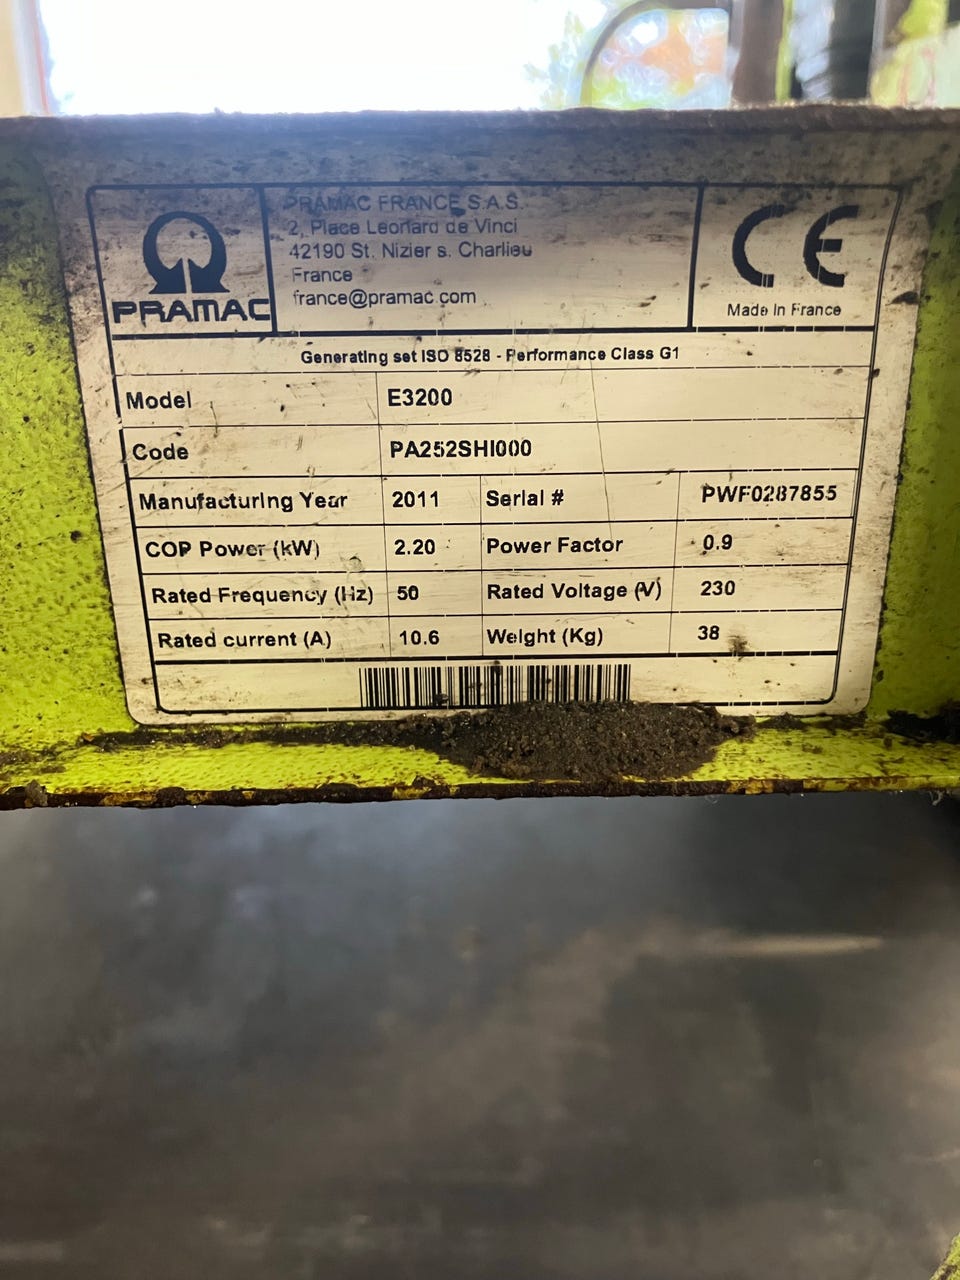 PRAMAC
PRAMAC FRANCE S.A.S.
2, Place Leonard de Vinci
42190 St. Nizier s. Charlieu
France
france@pramac.com
CE
Made In France
Generating set ISO 8528 - Performance Class G1
Model E3200
Code PA252SHI000
Manufacturing Year 2011 Serial # PWF0287855
COP Power (kW) 2.20 Power Factor 0.9
Rated Frequency (Hz) 50 Rated Voltage (V) 230
Rated current (A) 10.6 Weight (Kg) 38